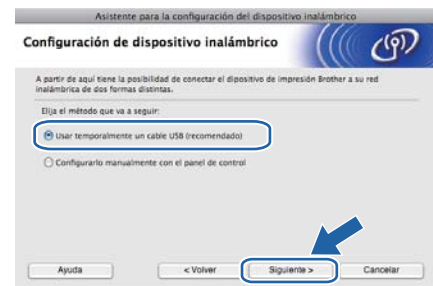 Asistente para la configuración del dispositivo inalámbrico
Configuración de dispositivo inalámbrico
A partir de aquí tiene la posibilidad de conectar el dipositivo de impresión Brother a su red
inalámbrica de dos formas distintas.
Elija el método que va a seguir:
Usar temporalmente un cable USB (recomendado)
Configurarlo manualmente con el panel de control
Ayuda
< Volver
Siguiente >
Cancelar